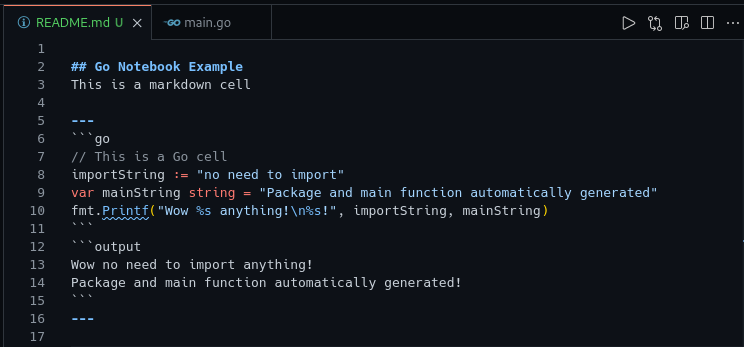 README.md U main.go
1
2 ## Go Notebook Example
3 This is a markdown cell
4
5 ---
6 ```go
7 // This is a Go cell
8 importString := "no need to import"
9 var mainString string = "Package and main function automatically generated"
10 fmt.Printf("Wow %s anything!\n%s!", importString, mainString)
11 ```
12 ```output
13 Wow no need to import anything!
14 Package and main function automatically generated!
15 ```
16 ---
17